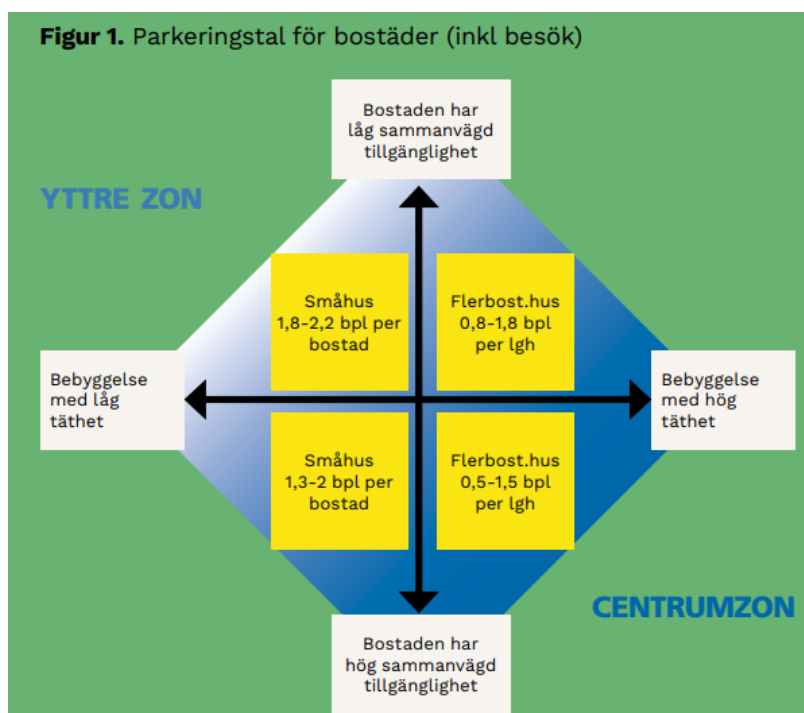 Figur 1. Parkeringstal för bostäder (inkl besök)
Bostaden har
låg sammanvägd
tillgänglighet
YTTRE ZON
Småhus
1,8-2,2 bpl per
bostad
Flerbost.hus
0,8-1,8 bpl
per lgh
Bebyggelse
med låg
täthet
Bebyggelse
med hög
täthet
Småhus
1,3-2 bpl per
bostad
Flerbost.hus
0,5-1,5 bpl
per lgh
CENTRUMZON
Bostaden har
hög sammanvägd
tillgänglighet